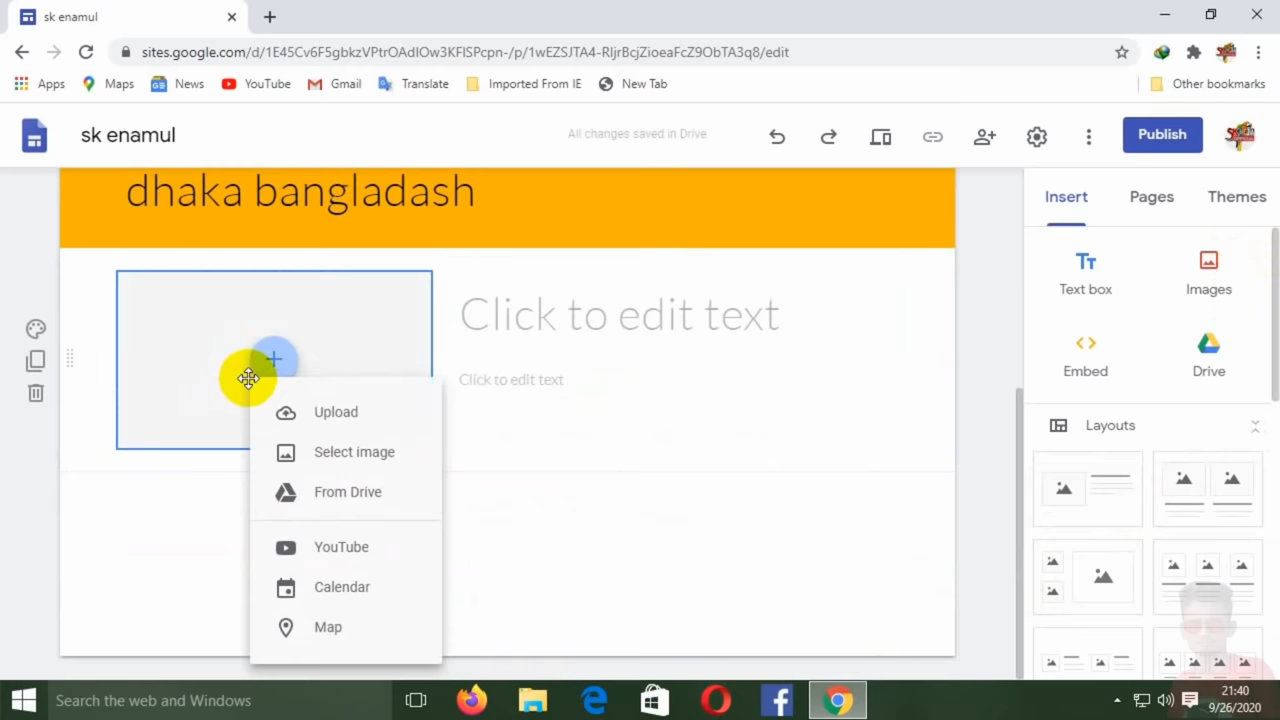 sk enamul
sites.google.com/d/1E45Cv6F5gbkzVPtrOAdIOw3KFlSPcpn-/p/1wEZSJTA4-RIjrBcjZioeaFcZ9ObTA3q8/edit
Apps Maps News YouTube Gmail Translate Imported From IE New Tab Other bookmarks
sk enamul All changes saved in Drive Publish
dhaka bangladash
Insert Pages Themes
Text box Images
Embed Drive
Layouts
Click to edit text
Click to edit text
Upload
Select image
From Drive
YouTube
Calendar
Map
Search the web and Windows
21:40
9/26/2020